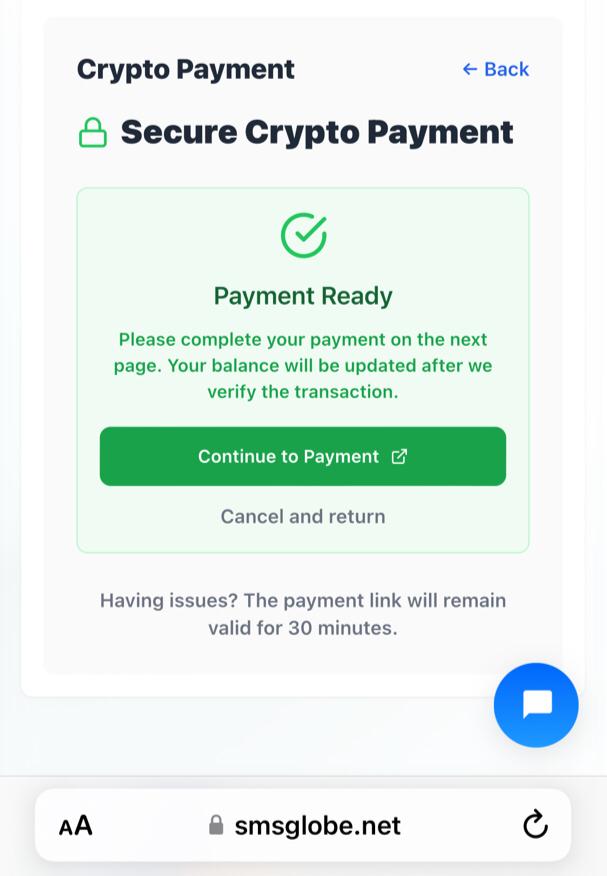 Crypto Payment
← Back
Secure Crypto Payment
Payment Ready
Please complete your payment on the next
page. Your balance will be updated after we
verify the transaction.
Continue to Payment
Cancel and return
Having issues? The payment link will remain
valid for 30 minutes.
AA
smsglobe.net